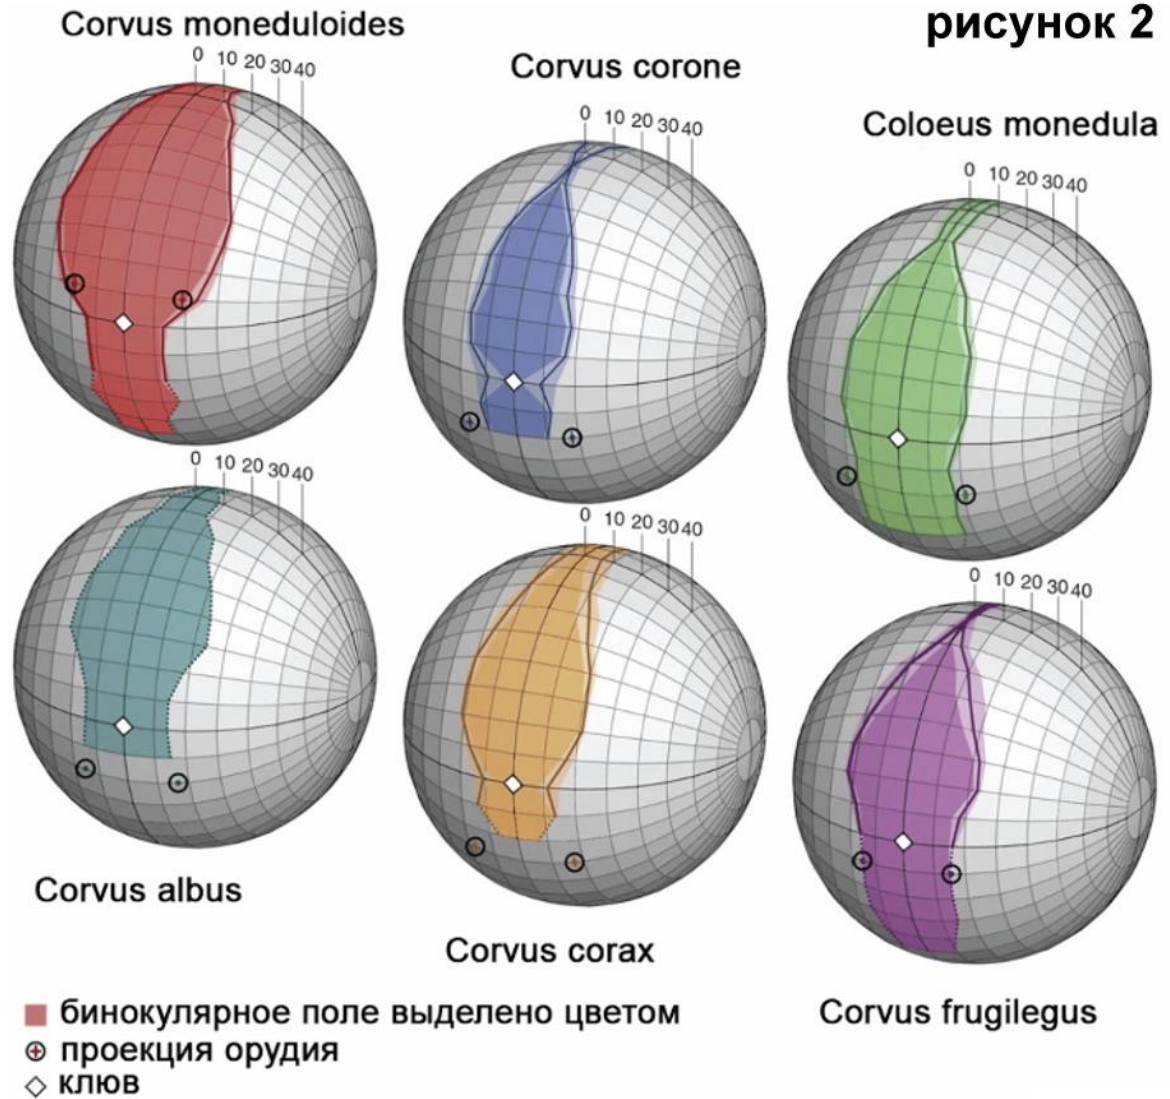 рисунок 2
Corvus moneduloides
0 10 20 30 40
Corvus corone
0 10 20 30 40
Coloeus monedula
0 10 20 30 40
0 10 20 30 40
Corvus albus
0 10 20 30 40
Corvus corax
0 10 20 30 40
Corvus frugilegus
бинокулярное поле выделено цветом
проекция орудия
клюв